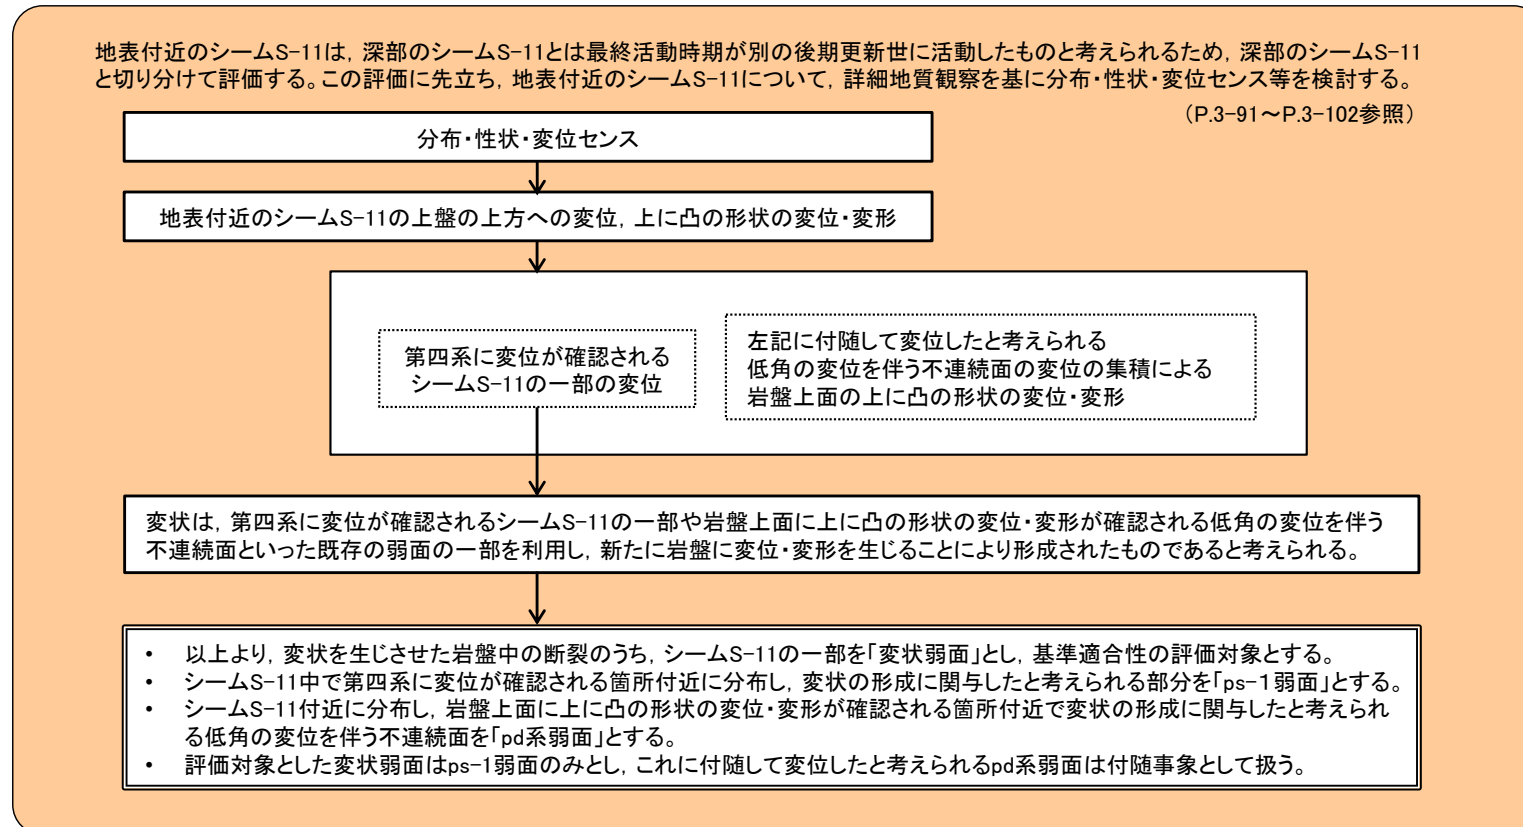 地表付近のシームS-11は，深部のシームS-11とは最終活動時期が別の後期更新世に活動したものと考えられるため，深部のシームS-11
と切り分けて評価する。この評価に先立ち，地表付近のシームS-11について，詳細地質観察を基に分布・性状・変位センス等を検討する。
（P.3-91～P.3-102参照）
分布・性状・変位センス
地表付近のシームS-11の上盤の上方への変位，上に凸の形状の変位・変形
第四系に変位が確認される
シームS-11の一部の変位
左記に付随して変位したと考えられる
低角の変位を伴う不連続面の変位の集積による
岩盤上面の上に凸の形状の変位・変形
変状は，第四系に変位が確認されるシームS-11の一部や岩盤上面に上に凸の形状の変位・変形が確認される低角の変位を伴う
不連続面といった既存の弱面の一部を利用し，新たに岩盤に変位・変形を生じることにより形成されたものであると考えられる。
・ 以上より，変状を生じさせた岩盤中の断裂のうち，シームS-11の一部を「変状弱面」とし，基準適合性の評価対象とする。
・ シームS-11中で第四系に変位が確認される箇所付近に分布し，変状の形成に関与したと考えられる部分を「ps-１弱面」とする。
・ シームS-11付近に分布し，岩盤上面に上に凸の形状の変位・変形が確認される箇所付近で変状の形成に関与したと考えられ
る低角の変位を伴う不連続面を「pd系弱面」とする。
・ 評価対象とした変状弱面はps-1弱面のみとし，これに付随して変位したと考えられるpd系弱面は付随事象として扱う。